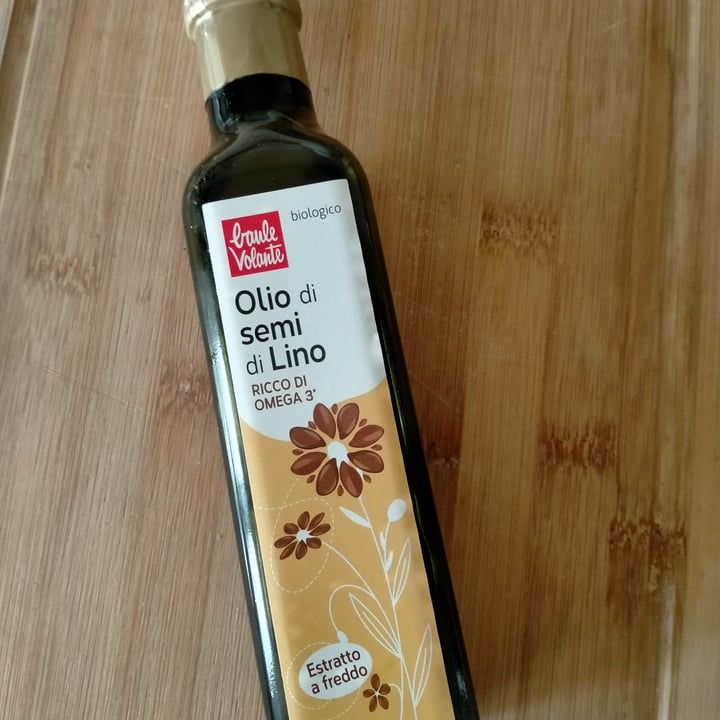 biologico
baule
volante
Olio di
semi
di Lino
RICCO DI
OMEGA 3*
Estratto
a freddo